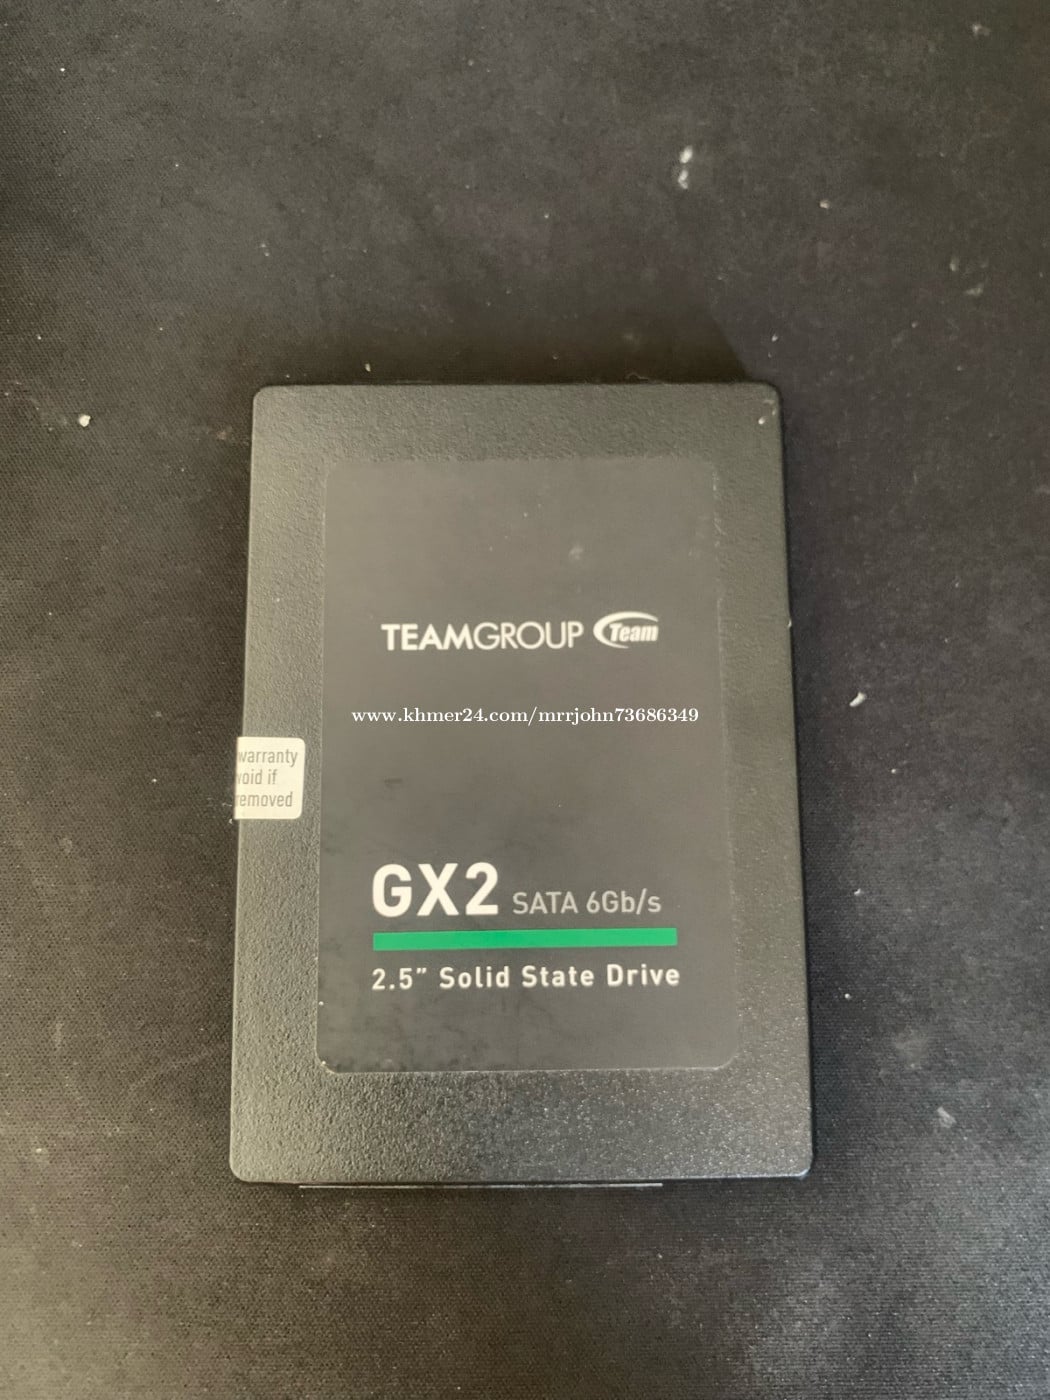 TEAMGROUP Team
www.khmer24.com/mrrjohn73686349
warranty
void if
removed
GX2 SATA 6Gb/s
2.5” Solid State Drive